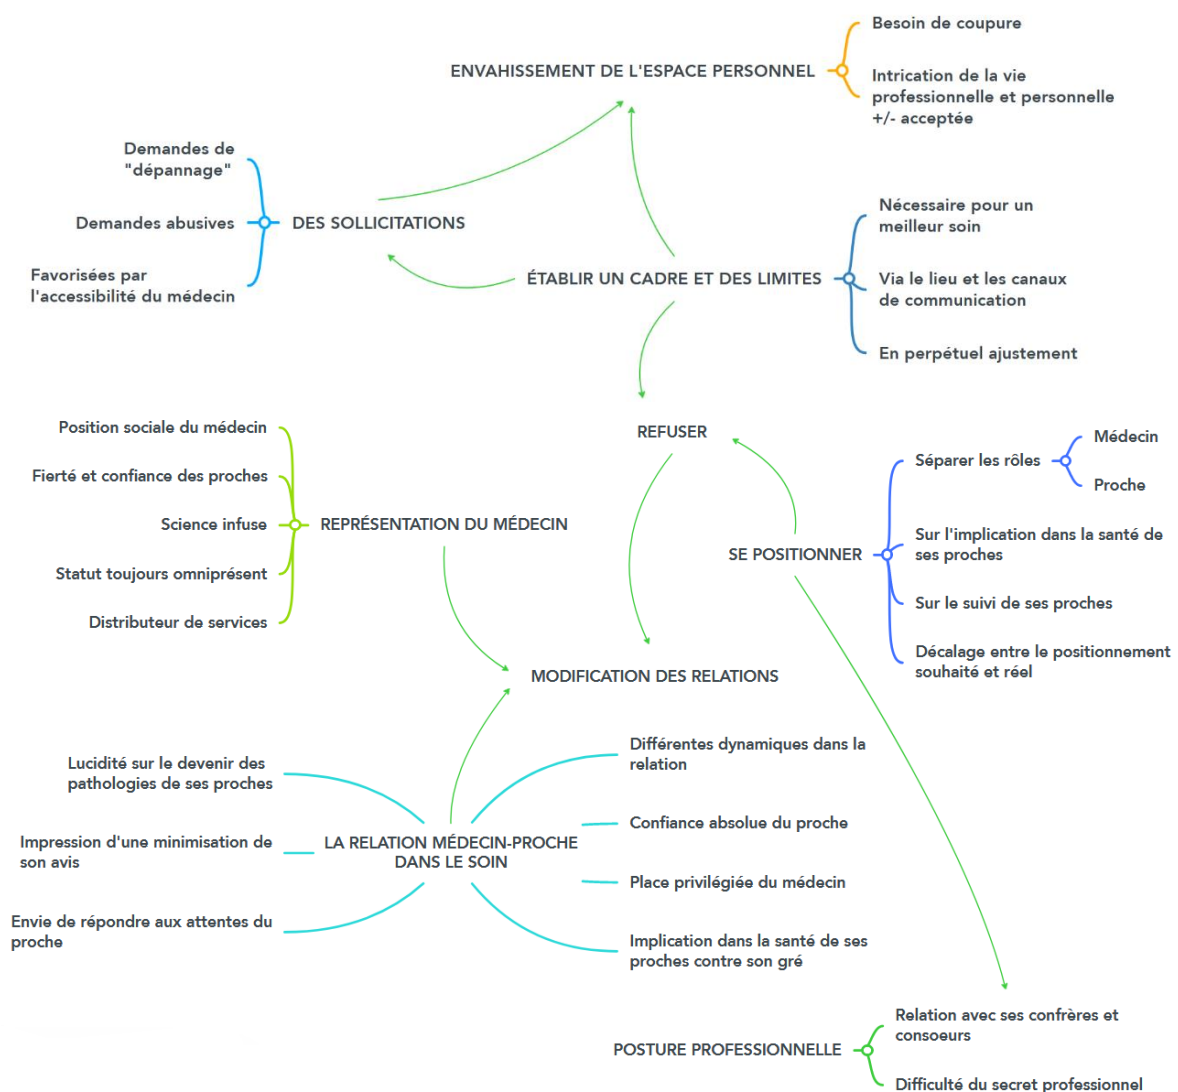 Besoin de coupure
ENVAHISSEMENT DE L'ESPACE PERSONNEL
Intrication de la vie
professionnelle et personnelle
+/- acceptée
Demandes de
"dépannage"
Demandes abusives
DES SOLLICITATIONS
Favorisées par
l'accessibilité du médecin
Nécessaire pour un
meilleur soin
ÉTABLIR UN CADRE ET DES LIMITES
Via le lieu et les canaux
de communication
En perpétuel ajustement
REFUSER
Position sociale du médecin
Fierté et confiance des proches
Science infuse
REPRÉSENTATION DU MÉDECIN
Statut toujours omniprésent
Distributeur de services
Médecin
Séparer les rôles
Proche
Sur l'implication dans la santé de
ses proches
SE POSITIONNER
Sur le suivi de ses proches
Décalage entre le positionnement
souhaité et réel
MODIFICATION DES RELATIONS
Lucidité sur le devenir des
pathologies de ses proches
Impression d'une minimisation de
son avis
Envie de répondre aux attentes du
proche
LA RELATION MÉDECIN-PROCHE
DANS LE SOIN
Différentes dynamiques dans la
relation
Confiance absolue du proche
Place privilégiée du médecin
Implication dans la santé de ses
proches contre son gré
Relation avec ses confrères et
consoeurs
POSTURE PROFESSIONNELLE
Difficulté du secret professionnel